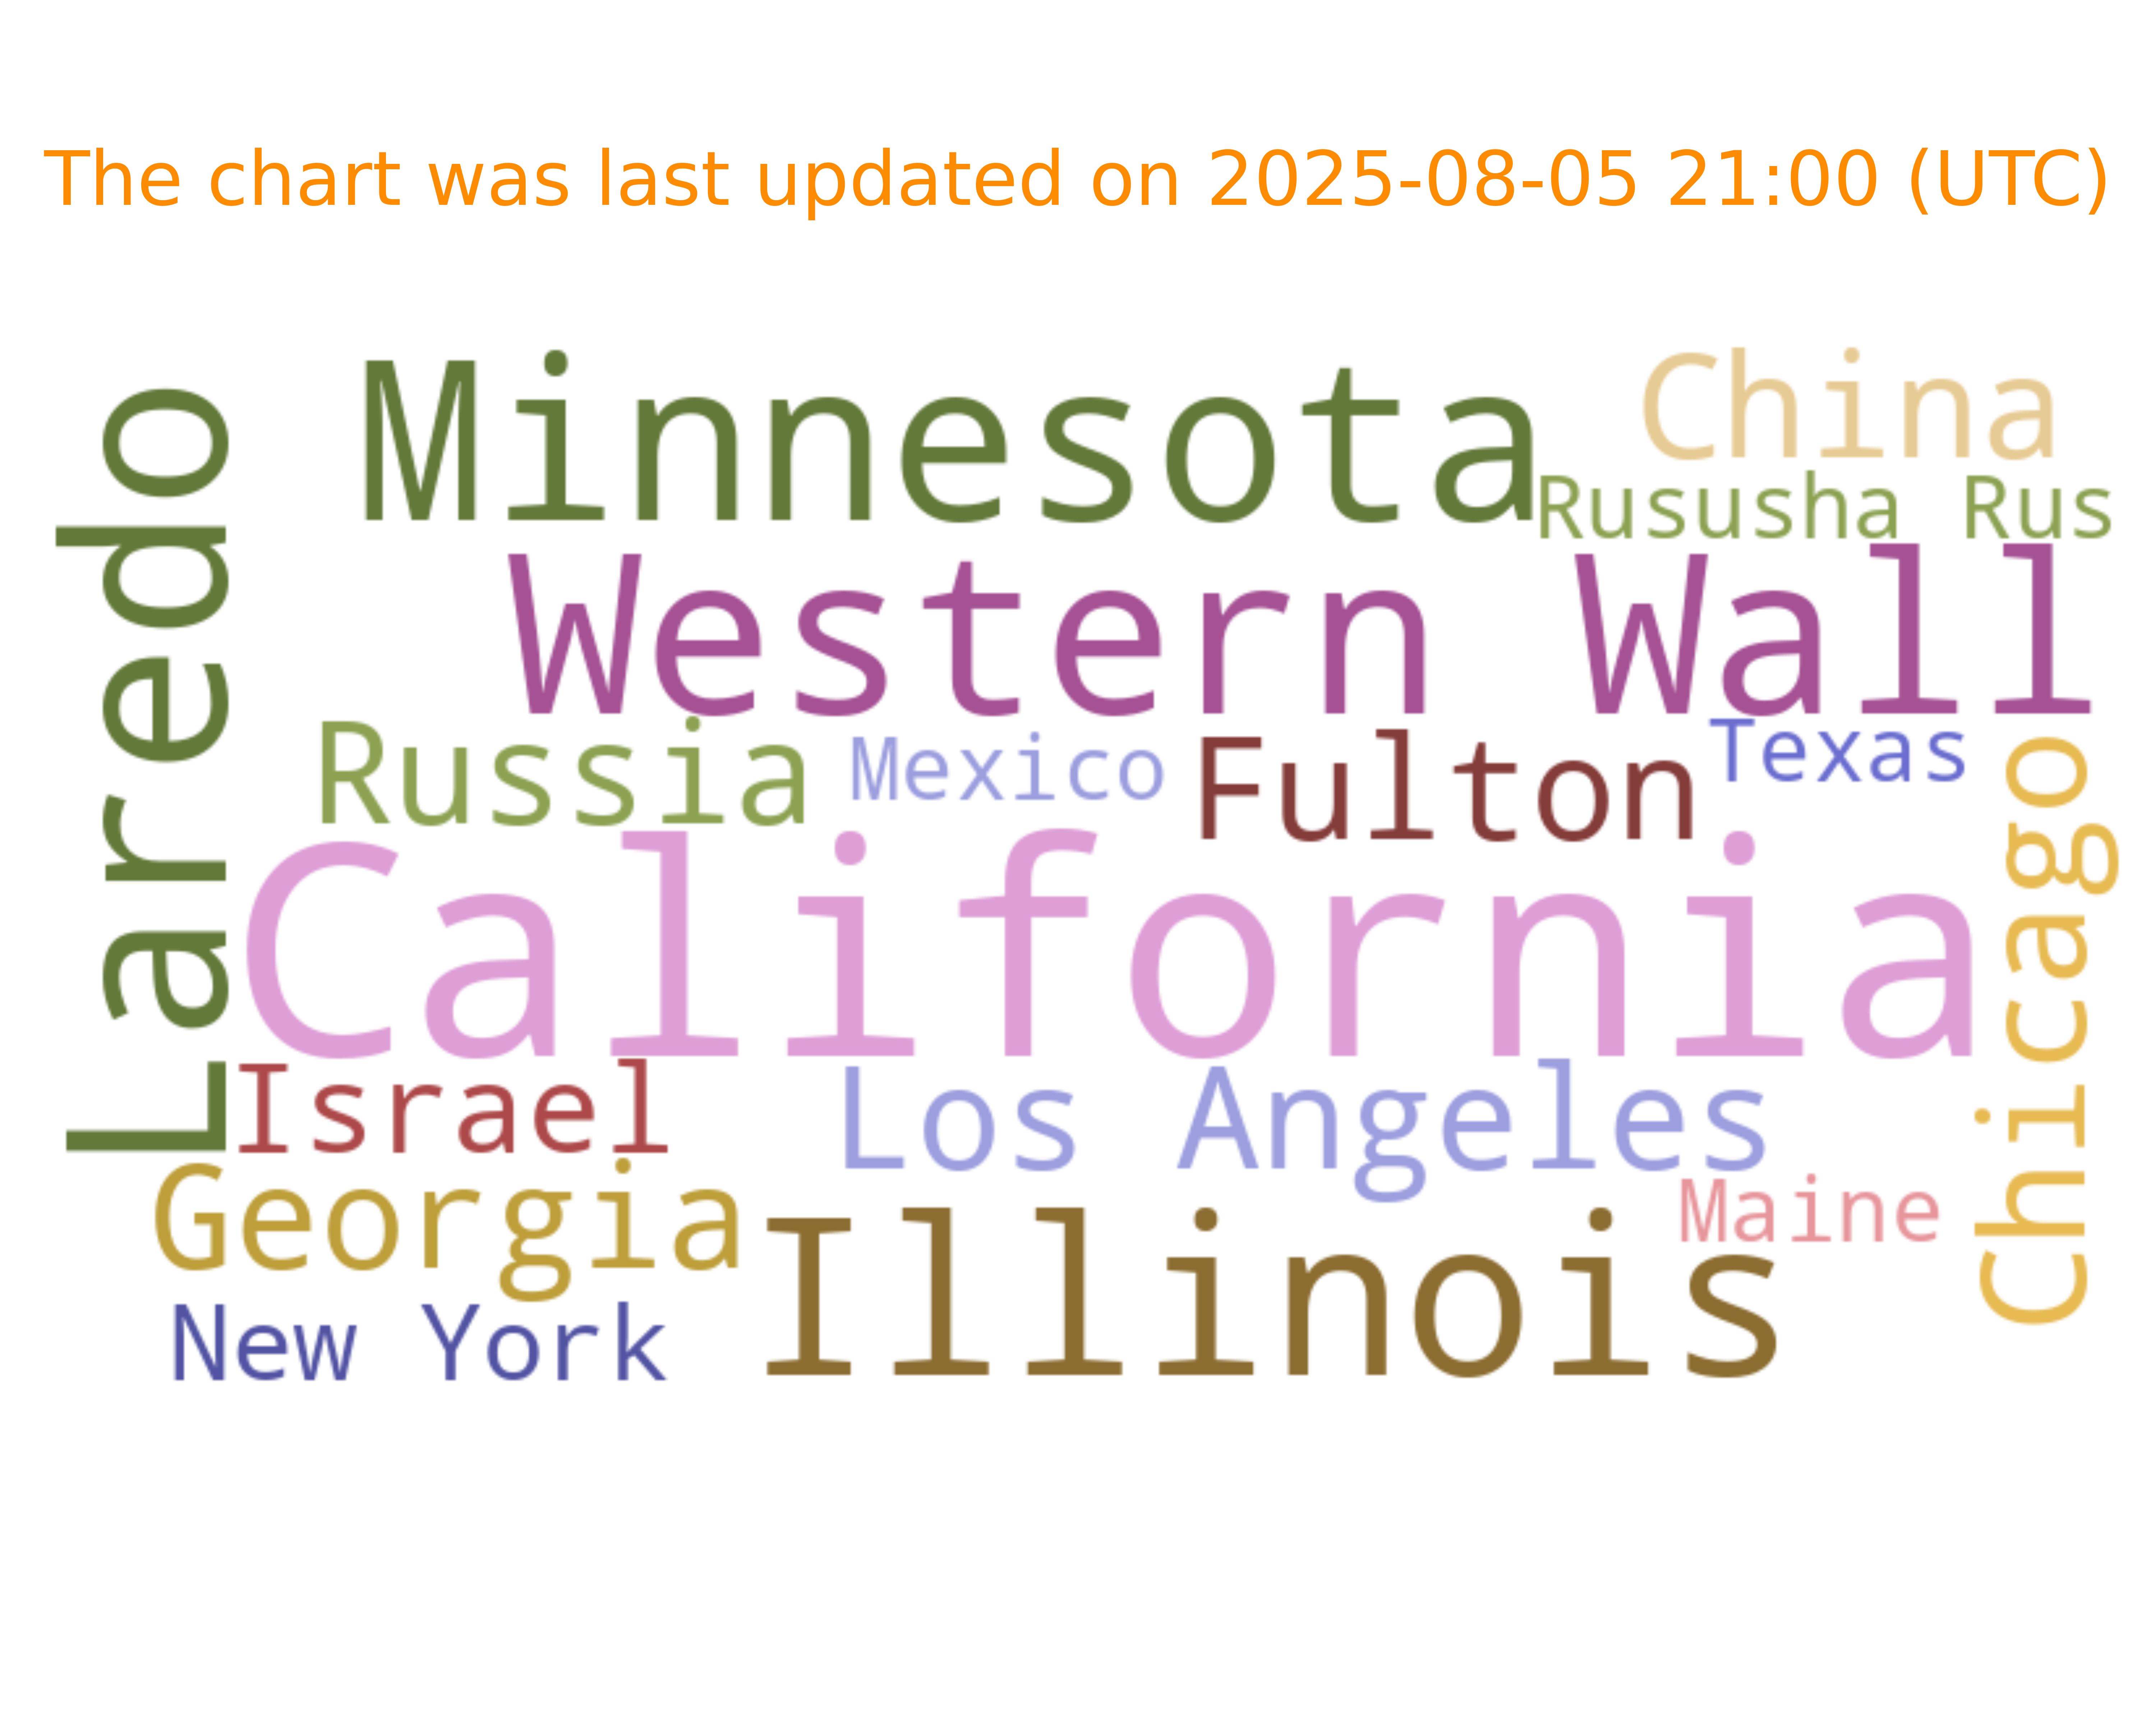 The chart was last updated on 2025-08-05 21:00 (UTC)
Minnesota
China
Laredo
Rususha Rus
Western Wall
Russia
Mexico
Fulton
Texas
Chicago
California
Israel
Los Angeles
Georgia
Maine
Illinois
New York